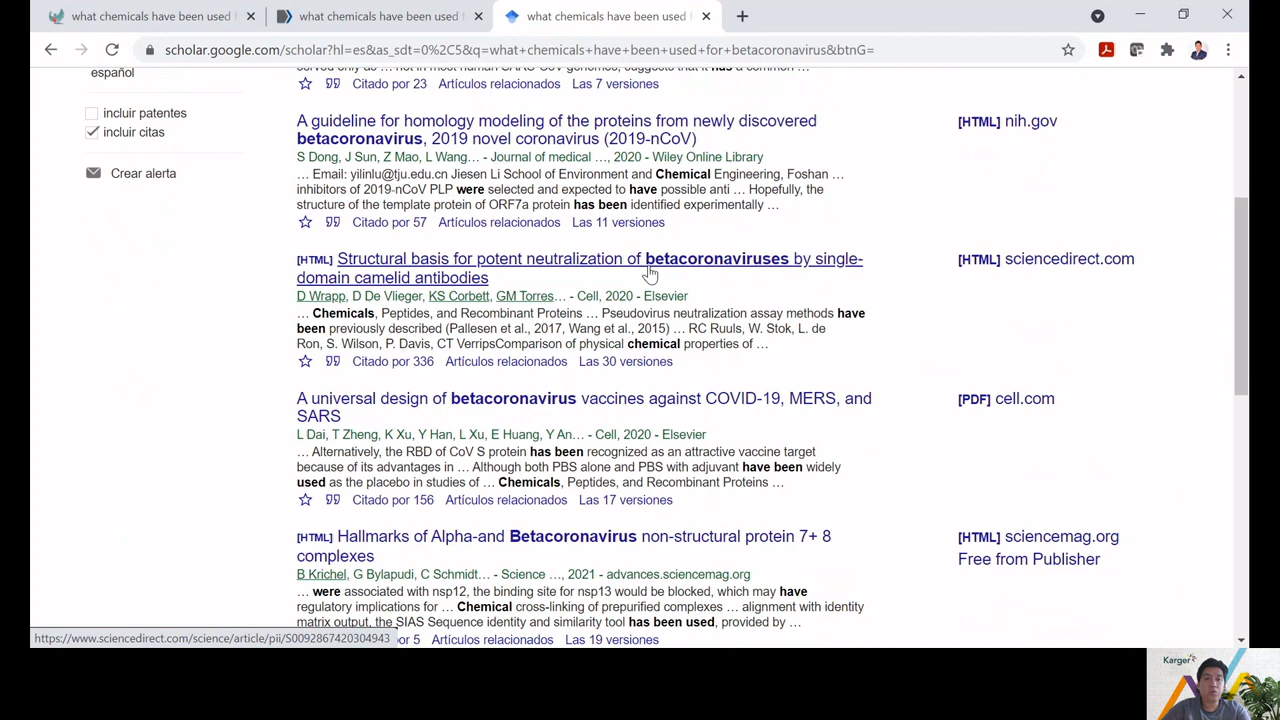 what chemicals have been used f
what chemicals have been used f
what chemicals have been used f
scholar.google.com/scholar?hl=es&as_sdt=0%2C5&q=what+chemicals+have+been+used+for+betacoronavirus&btnG=
español
incluir patentes
incluir citas
Crear alerta
Citado por 23 Artículos relacionados Las 7 versiones
A guideline for homology modeling of the proteins from newly discovered
betacoronavirus, 2019 novel coronavirus (2019-nCoV)
[HTML] nih.gov
S Dong, J Sun, Z Mao, L Wang… - Journal of medical …, 2020 - Wiley Online Library
… Email: yilinlu@tju.edu.cn Jiesen Li School of Environment and Chemical Engineering, Foshan …
inhibitors of 2019‐nCoV PLP were selected and expected to have possible anti … Hopefully, the
structure of the template protein of ORF7a protein has been identified experimentally …
Citado por 57 Artículos relacionados Las 11 versiones
[HTML] Structural basis for potent neutralization of betacoronaviruses by single-
domain camelid antibodies
[HTML] sciencedirect.com
D Wrapp, D De Vlieger, KS Corbett, GM Torres… - Cell, 2020 - Elsevier
… Chemicals, Peptides, and Recombinant Proteins … Pseudovirus neutralization assay methods have
been previously described (Pallesen et al., 2017, Wang et al., 2015) … RC Ruuls, W. Stok, L. de
Ron, S. Wilson, P. Davis, CT VerripsComparison of physical chemical properties of …
Citado por 336 Artículos relacionados Las 30 versiones
A universal design of betacoronavirus vaccines against COVID-19, MERS, and
SARS
[PDF] cell.com
L Dai, T Zheng, K Xu, Y Han, L Xu, E Huang, Y An… - Cell, 2020 - Elsevier
… Alternatively, the RBD of CoV S protein has been recognized as an attractive vaccine target
because of its advantages in … Although both PBS alone and PBS with adjuvant have been widely
used as the placebo in studies of … Chemicals, Peptides, and Recombinant Proteins …
Citado por 156 Artículos relacionados Las 17 versiones
[HTML] Hallmarks of Alpha-and Betacoronavirus non-structural protein 7+ 8
complexes
[HTML] sciencemag.org
Free from Publisher
B Krichel, G Bylapudi, C Schmidt… - Science …, 2021 - advances.sciencemag.org
… were associated with nsp12, the binding site for nsp13 would be blocked, which may have
regulatory implications for … Chemical cross-linking of prepurified complexes … alignment with identity
matrix output, the SIAS Sequence identity and similarity tool has been used, provided by …
https://www.sciencedirect.com/science/article/pii/S0092867420304943
por 5 Artículos relacionados Las 19 versiones
Karger